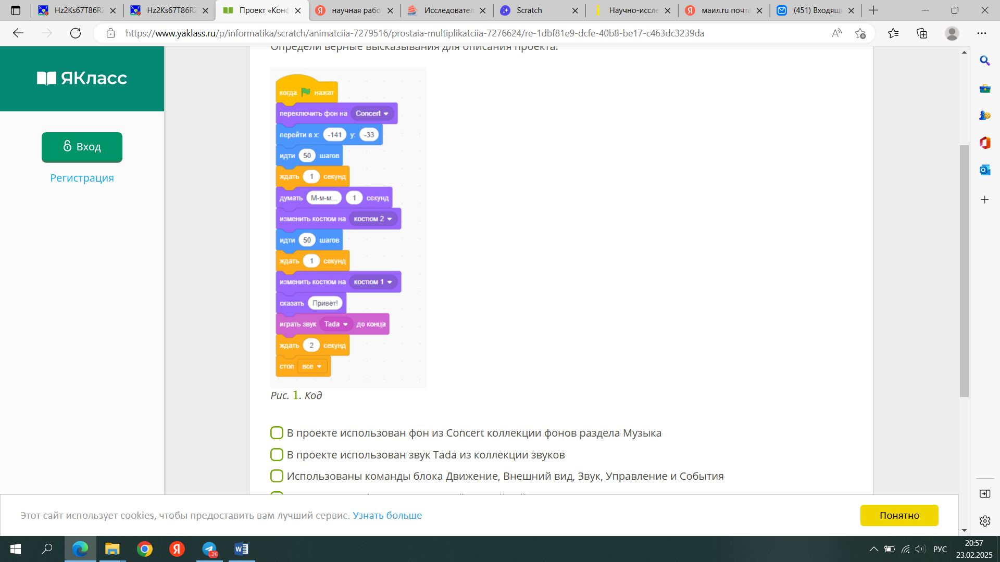 Hz2Ks67T86RZ
Hz2Ks67T86RZ
Проект «Конф
научная рабо
Исследовател
Scratch
Научно-иссле
маил.ru почта
(451) Входящи
https://www.yaklass.ru/p/informatika/scratch/animatciia-7279516/prostaia-multiplikatciia-7276624/re-1dbf81e9-dcfe-40b8-be17-c463dc3239da
ЯКласс
Вход
Регистрация
Определи верные высказывания для описания проекта.
когда нажат
переключить фон на Concert
перейти в x: -141 y: -33
идти 50 шагов
ждать 1 секунд
думать М-м-м... 1 секунд
изменить костюм на костюм 2
идти 50 шагов
ждать 1 секунд
изменить костюм на костюм 1
сказать Привет!
играть звук Tada до конца
ждать 2 секунд
стоп все
Рис. 1. Код
В проекте использован фон из Concert коллекции фонов раздела Музыка
В проекте использован звук Tada из коллекции звуков
Использованы команды блока Движение, Внешний вид, Звук, Управление и События
Этот сайт использует cookies, чтобы предоставить вам лучший сервис. Узнать больше
Понятно
..26
РУС
20:57
23.02.2025